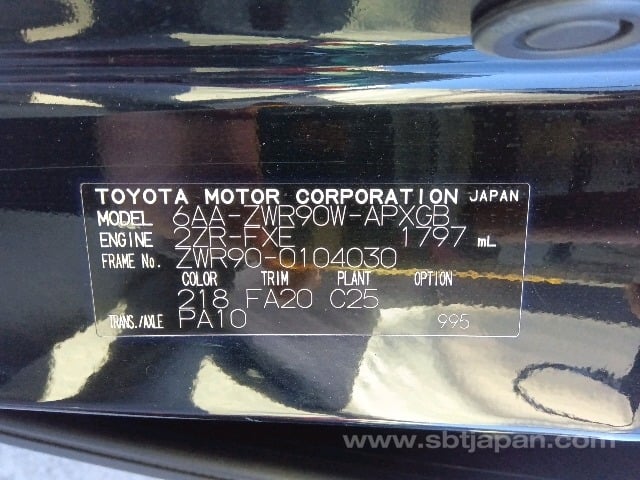 TOYOTA MOTOR CORPORATION JAPAN
MODEL 6AA-ZWR90W-APXGB
ENGINE 2ZR-FXE 1797 mL
FRAME No. ZWR90-0104030
COLOR TRIM PLANT OPTION
218 FA20 C25
TRANS./AXLE PA10 995
www.sbtjapan.com